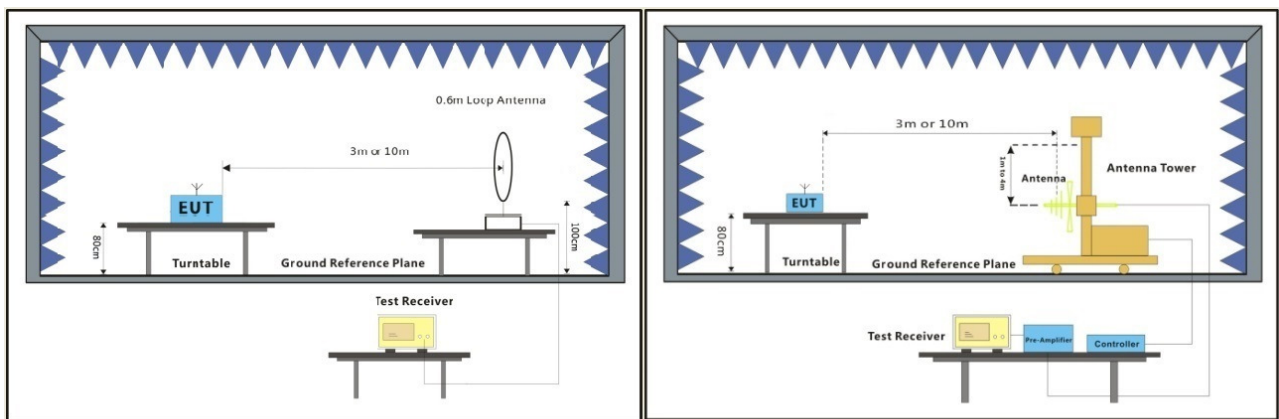 0.6m Loop Antenna
3m or 10m
EUT
80cm
100cm
Turntable
Ground Reference Plane
Test Receiver
3m or 10m
1m to 4m
Antenna
Antenna Tower
EUT
80cm
Turntable
Ground Reference Plane
Test Receiver
Pre-Amplifier
Controller